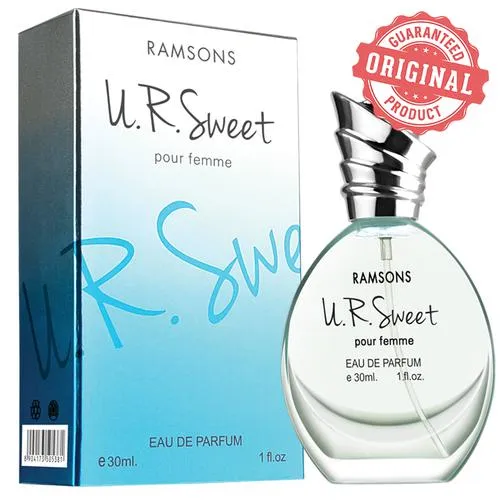 RAMSONS
U.R.Sweet
pour femme
U.R.Swe
EAU DE PARFUM
e 30ml. 1 fl.oz
GUARANTEED
ORIGINAL
PRODUCT
RAMSONS
U.R.Sweet
pour femme
EAU DE PARFUM
e 30ml. 1 fl.oz.